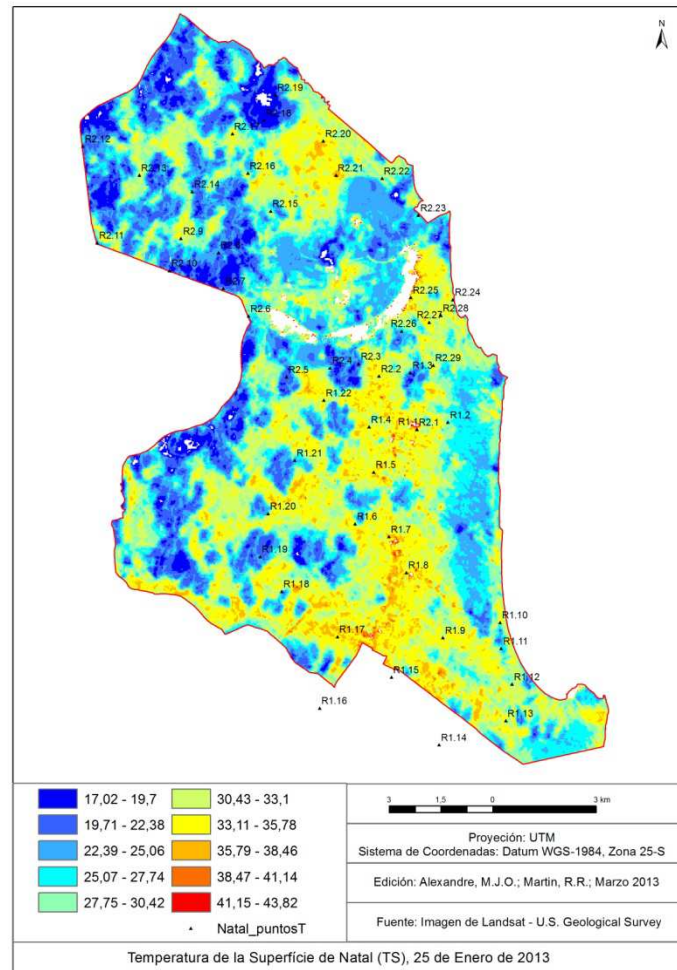 N
R2.19
R2.18
R2.17
R2.20
R2.12
R2.16
R2.21
R2.13
R2.22
R2.14
R2.15
R2.23
R2.9
R2.11
R2.10
R2.25
R2.24
R2.6
R2.28
R2.27
R2.26
R2.3
R2.4
R2.29
R2.5
R2.2
R1.3
R1.22
R1.4
R1.1
R2.1
R1.2
R1.21
R1.5
R1.20
R1.6
R1.7
R1.19
R1.8
R1.18
R1.10
R1.17
R1.9
R1.11
R1.15
R1.12
R1.16
R1.13
R1.14
17,02 - 19,7
19,71 - 22,38
22,39 - 25,06
25,07 - 27,74
27,75 - 30,42
30,43 - 33,1
33,11 - 35,78
35,79 - 38,46
38,47 - 41,14
41,15 - 43,82
Natal_puntosT
3 1,5 0 3 km
Proyeción: UTM
Sistema de Coordenadas: Datum WGS-1984, Zona 25-S
Edición: Alexandre, M.J.O.; Martin, R.R.; Marzo 2013
Fuente: Imagen de Landsat - U.S. Geological Survey
Temperatura de la Superfície de Natal (TS), 25 de Enero de 2013